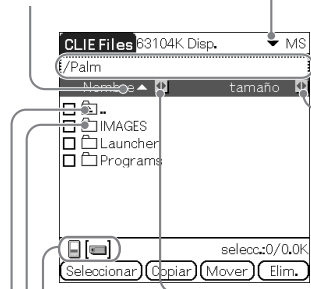 CLIE Files 63104K Disp. MS
/Palm
Nombre tamaño
..
IMAGES
Launcher
Programs
selecc.:0/0.0K
Seleccionar Copiar Mover Elim.